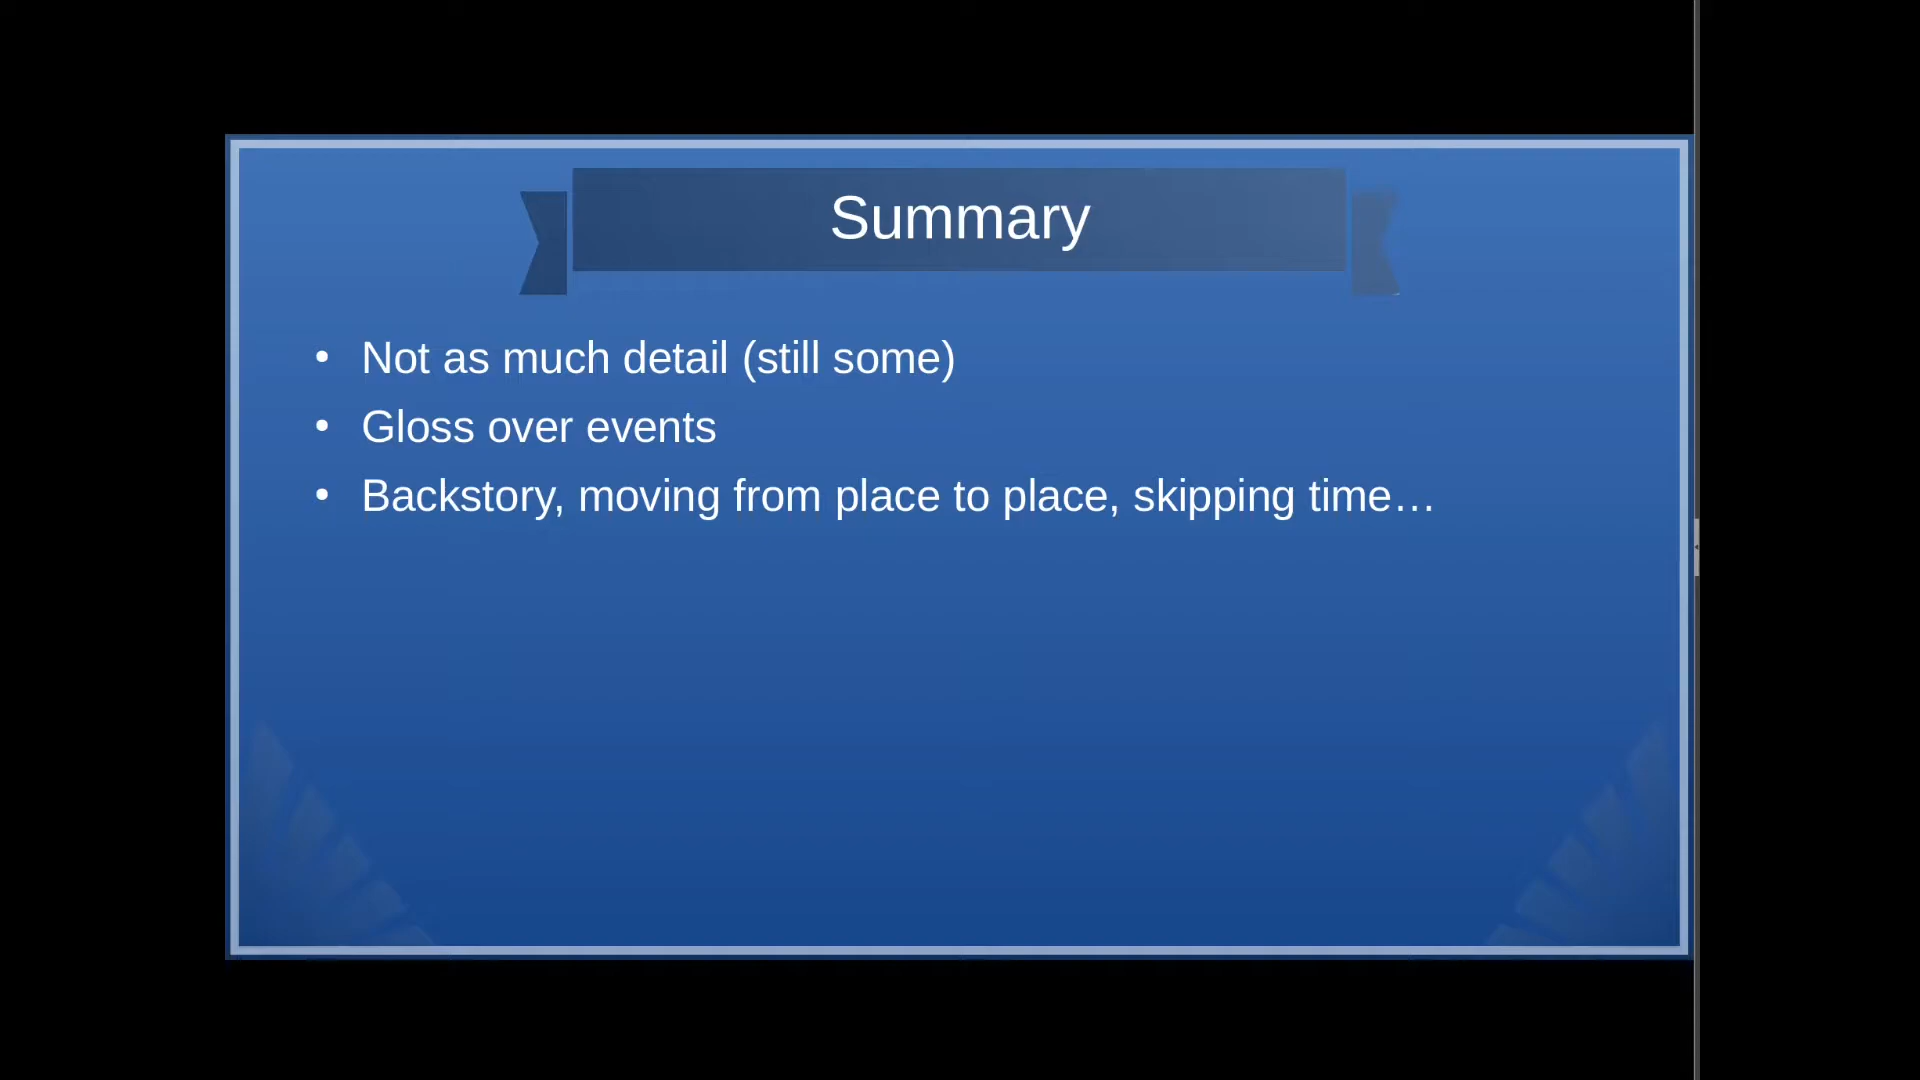 Summary
• Not as much detail (still some)
• Gloss over events
• Backstory, moving from place to place, skipping time…